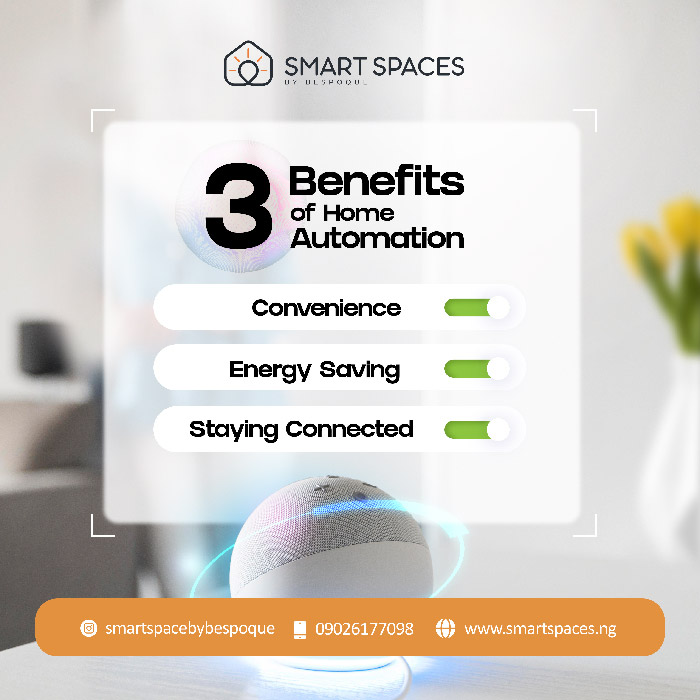 SMART SPACES
BY BESPOQUE
3 Benefits
of Home
Automation
Convenience
Energy Saving
Staying Connected
smartspacebybespoque 09026177098 www.smartspaces.ng